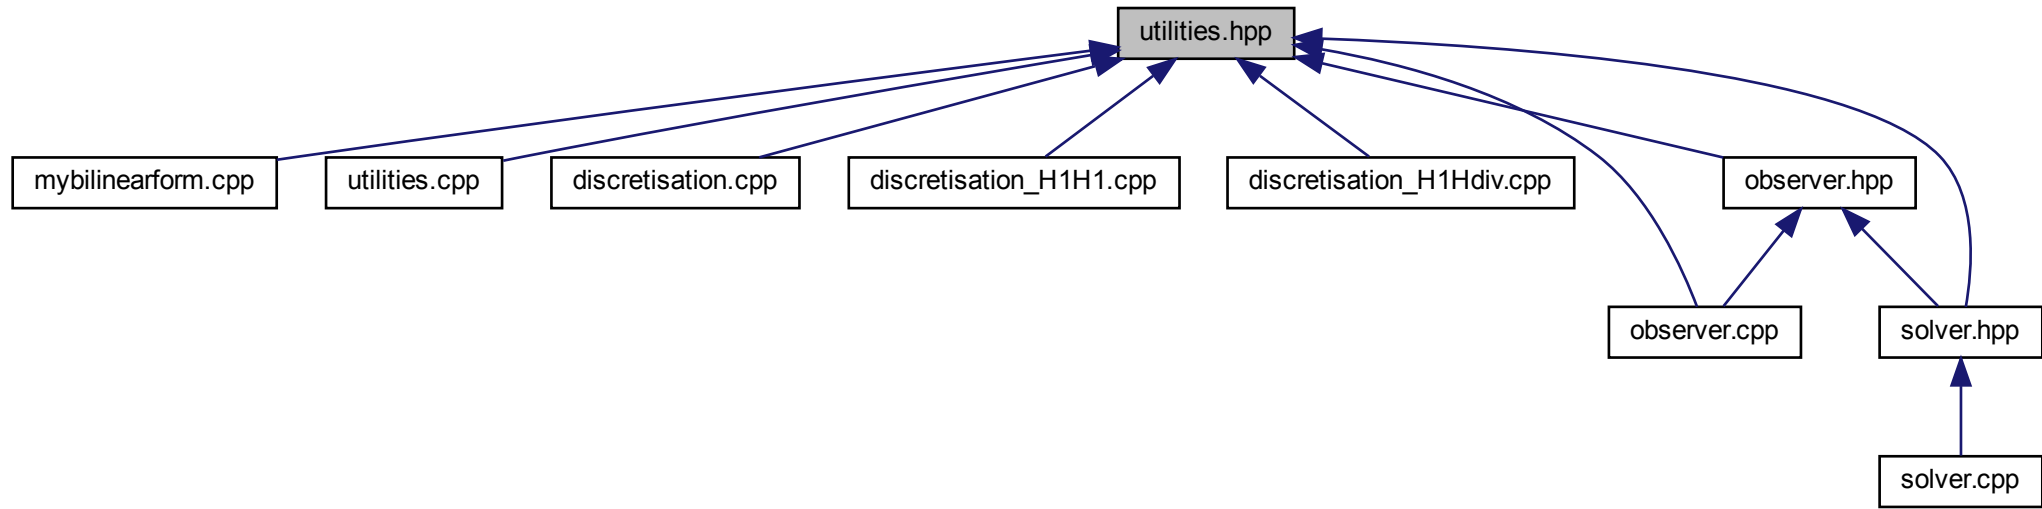 utilities.hpp
mybilinearform.cpp
utilities.cpp
discretisation.cpp
discretisation_H1H1.cpp
discretisation_H1Hdiv.cpp
observer.hpp
observer.cpp
solver.hpp
solver.cpp